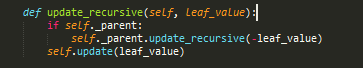 def update_recursive(self, leaf_value):
if self._parent:
self._parent.update_recursive(-leaf_value)
self.update(leaf_value)